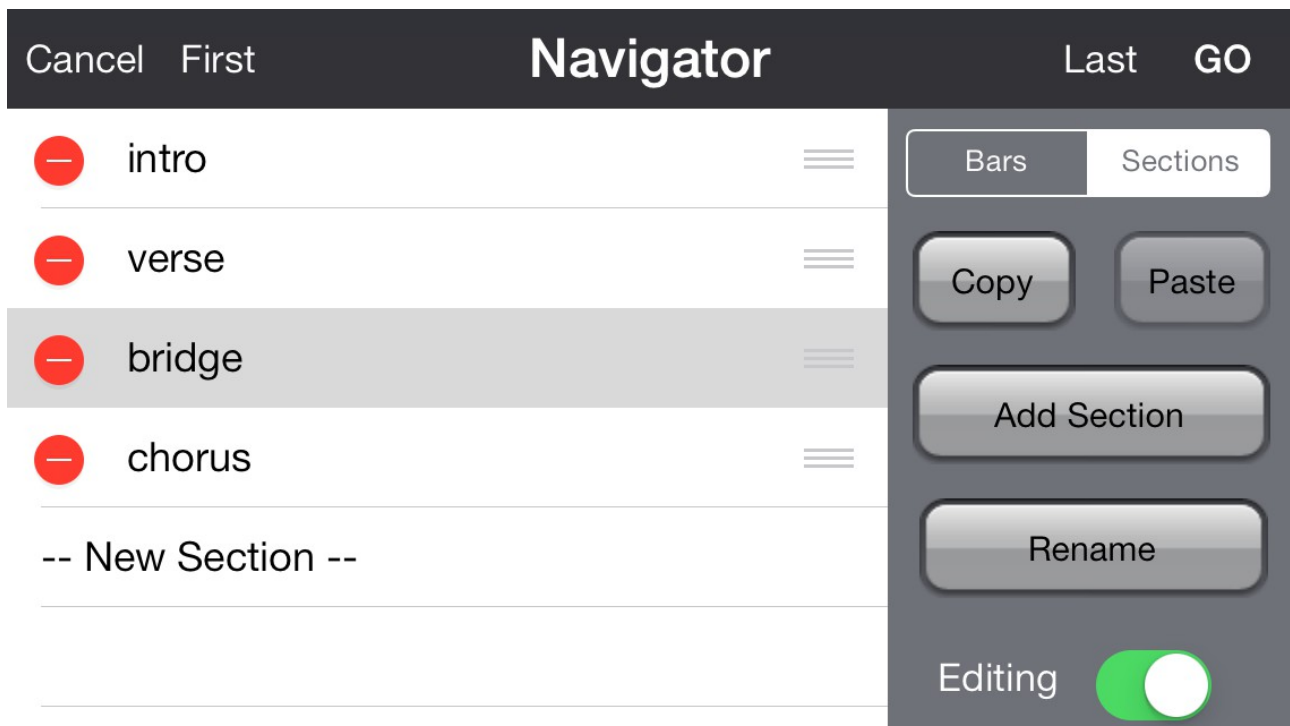 Cancel First Navigator Last GO
intro
verse
bridge
chorus
-- New Section --
Bars Sections
Copy Paste
Add Section
Rename
Editing